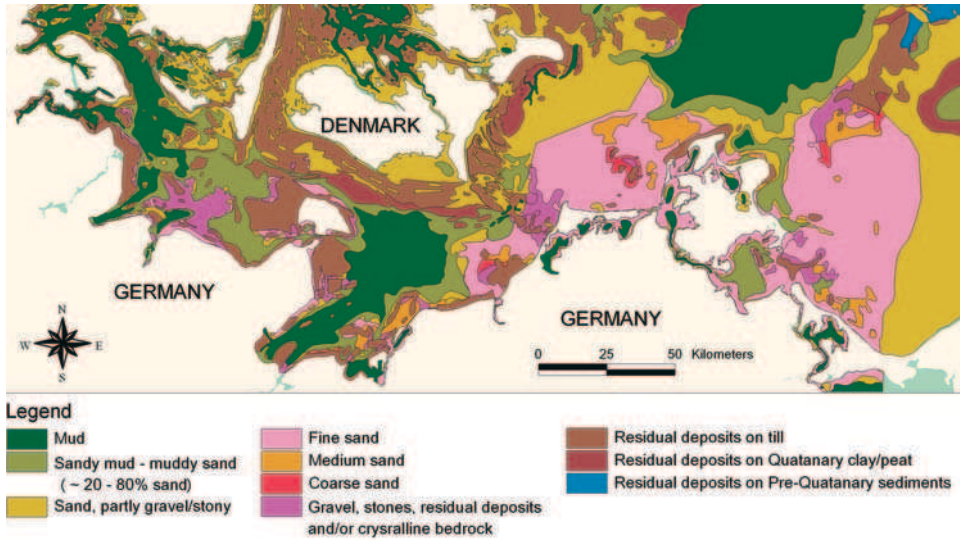 DENMARK
GERMANY
GERMANY
N
W E
S
0 25 50 Kilometers
Legend
Mud
Sandy mud - muddy sand
( ~ 20 - 80% sand)
Sand, partly gravel/stony
Fine sand
Medium sand
Coarse sand
Gravel, stones, residual deposits
and/or crysralline bedrock
Residual deposits on till
Residual deposits on Quatanary clay/peat
Residual deposits on Pre-Quatanary sediments